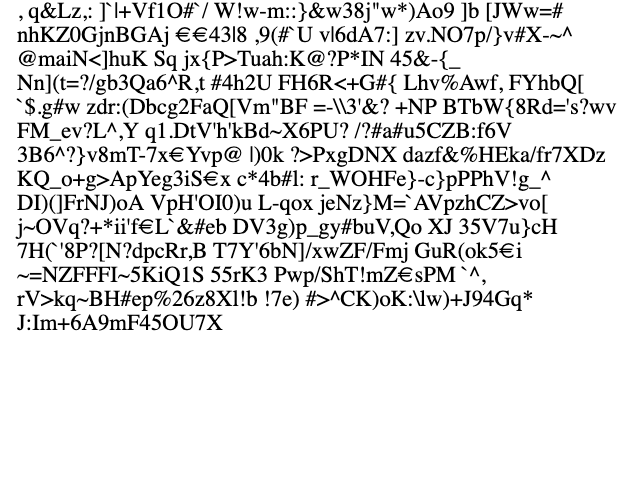 , q&Lz,: ]`|+Vf1O#`/ W!w-m::}&w38j"w*)Ao9 ]b [JWw=#
nhKZ0GjnBGAj €€43|8 ,9(#`U v|6dA7:] zv.NO7p/}v#X-~^
@maiN<]huK Sq jx{P>Tuah:K@?P*IN 45&-{_
Nn](t=?/gb3Qa6^R,t #4h2U FH6R<+G#{ Lhv%Awf, FYhbQ[
`$.g#w zdr:(Dbcg2FaQ[Vm"BF =-\\3'&? +NP BTbW{8Rd='s?wv
FM_ev?L^,Y q1.DtV'h'kBd~X6PU? /?#a#u5CZB:f6V
3B6^?}v8mT-7x€Yvp@ |)0k ?>PxgDNX dazf&%HEka/fr7XDz
KQ_o+g>ApYeg3iS€x c*4b#l: r_WOHFe}-c}pPPhV!g_^
DI)(]FrNJ)oA VpH'OI0)u L-qox jeNz}M=`AVpzhCZ>vo[
j~OVq?+*ii'f€L`&#eb DV3g)p_gy#buV,Qo XJ 35V7u}cH
7H(`'8P?[N?dpcRr,B T7Y'6bN]/xwZF/Fmj GuR(ok5€i
~=NZFFFI~5KiQ1S 55rK3 Pwp/ShT!mZ€sPM `^,
rV>kq~BH#ep%26z8Xl!b !7e) #>^CK)oK:\lw)+J94Gq*
J:Im+6A9mF45OU7X